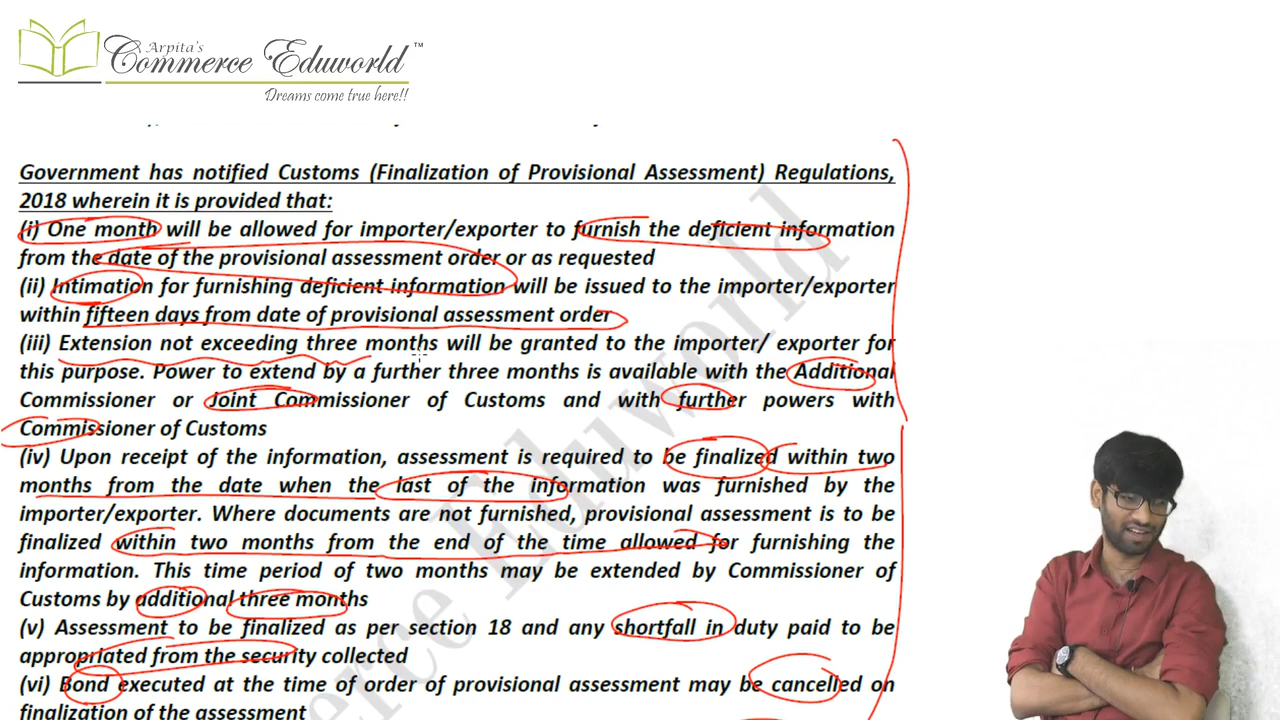 Arpita's
Commerce Eduworld™
Dreams come true here!!
Government has notified Customs (Finalization of Provisional Assessment) Regulations,
2018 wherein it is provided that:
(i) One month will be allowed for importer/exporter to furnish the deficient information
from the date of the provisional assessment order or as requested
(ii) Intimation for furnishing deficient information will be issued to the importer/exporter
within fifteen days from date of provisional assessment order
(iii) Extension not exceeding three months will be granted to the importer/ exporter for
this purpose. Power to extend by a further three months is available with the Additional
Commissioner or Joint Commissioner of Customs and with further powers with
Commissioner of Customs
(iv) Upon receipt of the information, assessment is required to be finalized within two
months from the date when the last of the information was furnished by the
importer/exporter. Where documents are not furnished, provisional assessment is to be
finalized within two months from the end of the time allowed for furnishing the
information. This time period of two months may be extended by Commissioner of
Customs by additional three months
(v) Assessment to be finalized as per section 18 and any shortfall in duty paid to be
appropriated from the security collected
(vi) Bond executed at the time of order of provisional assessment may be cancelled on
finalization of the assessment
erce Eduworld